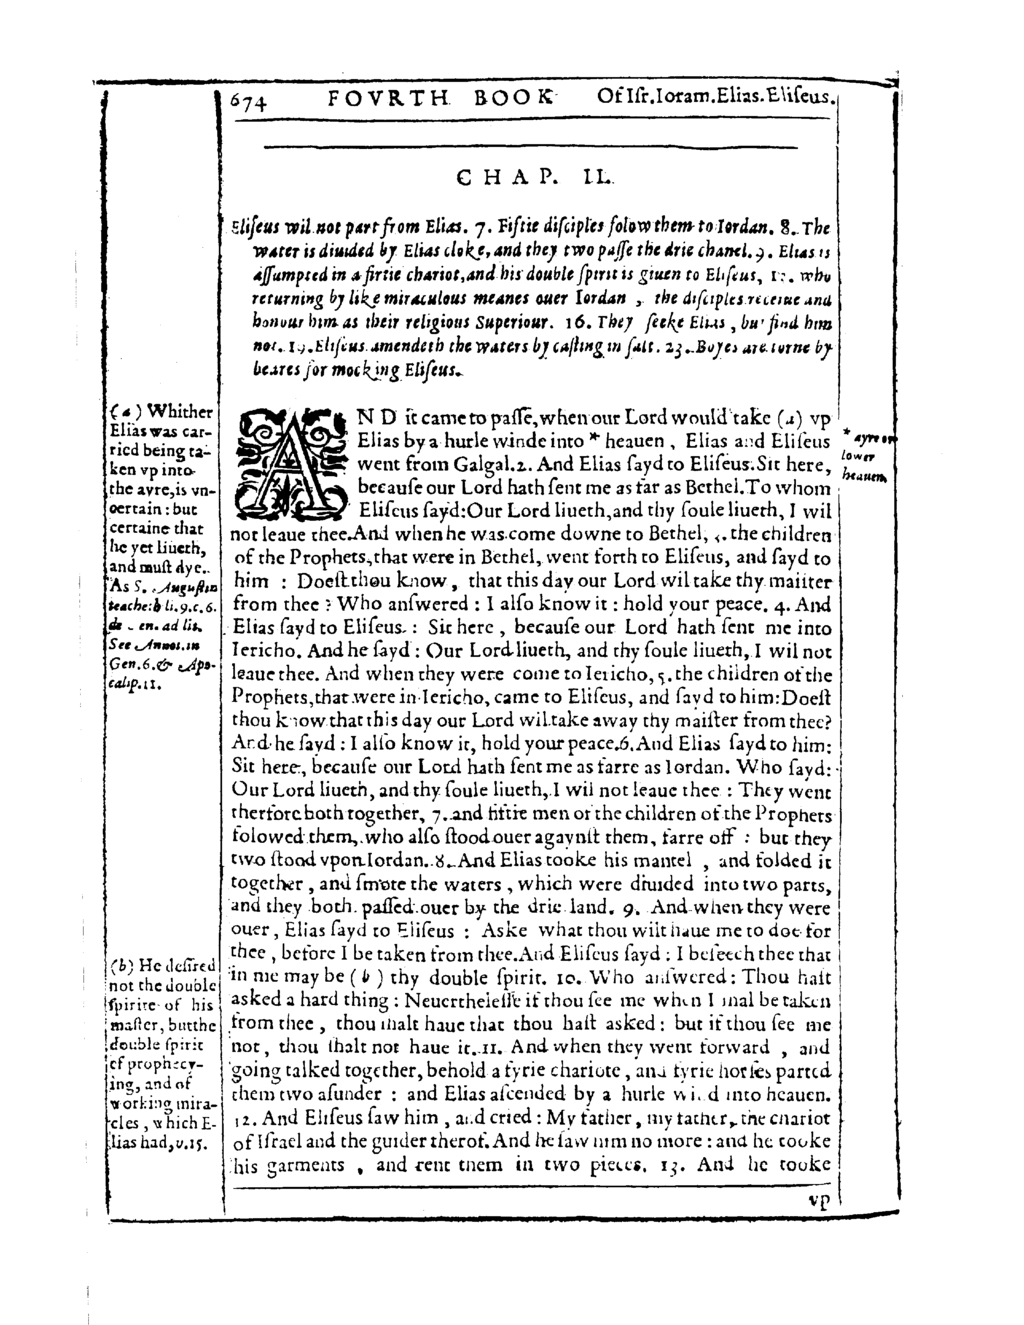 674 FOVRTH BOOK Of Iſr.Ioram.Elias.Eliſeus.
CHAP. II.
Eliſeus wil not part from Elias. 7. Fiftie diſciples folow them to Iordan. 8. The
water is diuided by Elias cloke, and they two paſſe the drie chanel. 9. Elias is
aſſumpted in a firtie chariot, and his double ſpirit is giuen to Eliſeus, 13. who
returning by like miraculous meanes ouer Iordan, the diſciples receiue and
honour him as their religious Superiour. 16. They ſeeke Elias, but find him
not. 19. Eliſeus amendeth the waters by caſting in ſalt. 23. Boyes are torne by
beares for mocking Eliſeus.
AND it came to paſſe, when our Lord would take (a) vp
Elias by a hurle winde into * heauen, Elias and Eliſeus
went from Galgal. 2. And Elias ſayd to Eliſeus: Sit here,
becauſe our Lord hath ſent me as far as Bethel. To whom
Eliſeus ſayd: Our Lord liueth, and thy ſoule liueth, I wil
not leaue thee. And when he was come downe to Bethel, 3. the children
of the Prophets, that were in Bethel, went forth to Eliſeus, and ſayd to
him : Doeſt thou know, that this day our Lord wil take thy maiſter
from thee ? Who anſwered : I alſo know it : hold your peace. 4. And
Elias ſayd to Eliſeus : Sit here, becauſe our Lord hath ſent me into
Iericho. And he ſayd : Our Lord liueth, and thy ſoule liueth, I wil not
leaue thee. And when they were come to Iericho, 5. the children of the
Prophets, that were in Iericho, came to Eliſeus, and ſayd to him: Doeſt
thou know that this day our Lord wil take away thy maiſter from thee?
And he ſayd : I alſo know it, hold your peace. 6. And Elias ſayd to him:
Sit here, becauſe our Lord hath ſent me as farre as Iordan. Who ſayd:
Our Lord liueth, and thy ſoule liueth, I wil not leaue thee : They went
therfore both together, 7. and fiftie men of the children of the Prophets
folowed them, who alſo ſtood ouer agaynſt them, farre off : but they
two ſtood vpon Iordan. 8. And Elias tooke his mantel, and folded it
together, and ſmote the waters, which were diuided into two parts,
and they both paſſed ouer by the drie land. 9. And when they were
ouer, Elias ſayd to Eliſeus : Aske what thou wilt haue me to doe for
thee, before I be taken from thee. And Eliſeus ſayd : I beſeech thee that
in me may be (b) thy double ſpirit. 10. Who anſwered: Thou haſt
asked a hard thing : Neuertheleſſe if thou ſee me when I ſhal be taken
from thee, thou ſhalt haue that thou haſt asked : but if thou ſee me
not, thou ſhalt not haue it. 11. And when they went forward, and
going talked together, behold a fyrie chariote, and fyrie horſes parted
them two aſunder : and Elias aſcended by a hurle wind into heauen.
12. And Eliſeus ſaw him, and cried : My father, my father, the chariot
of Iſrael and the guider therof. And he ſaw him no more : and he tooke
his garments, and rent them in two pieces. 13. And he tooke
vp
(a) Whither
Elias was car-
ried being ta-
ken vp into
the ayre, is vn-
certain : but
certaine that
he yet liueth,
and muſt dye.
As S. Auguſtin
teacheth li.9.c.6.
de Gen. ad lit.
See Annot. in
Gen. 6. & Apo-
calip. 11.
(b) He deſired
not the double
ſpirite of his
maſter, but the
double ſpirit
of prophecy-
ing, and of
working mira-
cles, which E-
lias had, v.15.
* ayre or
lower
heauen